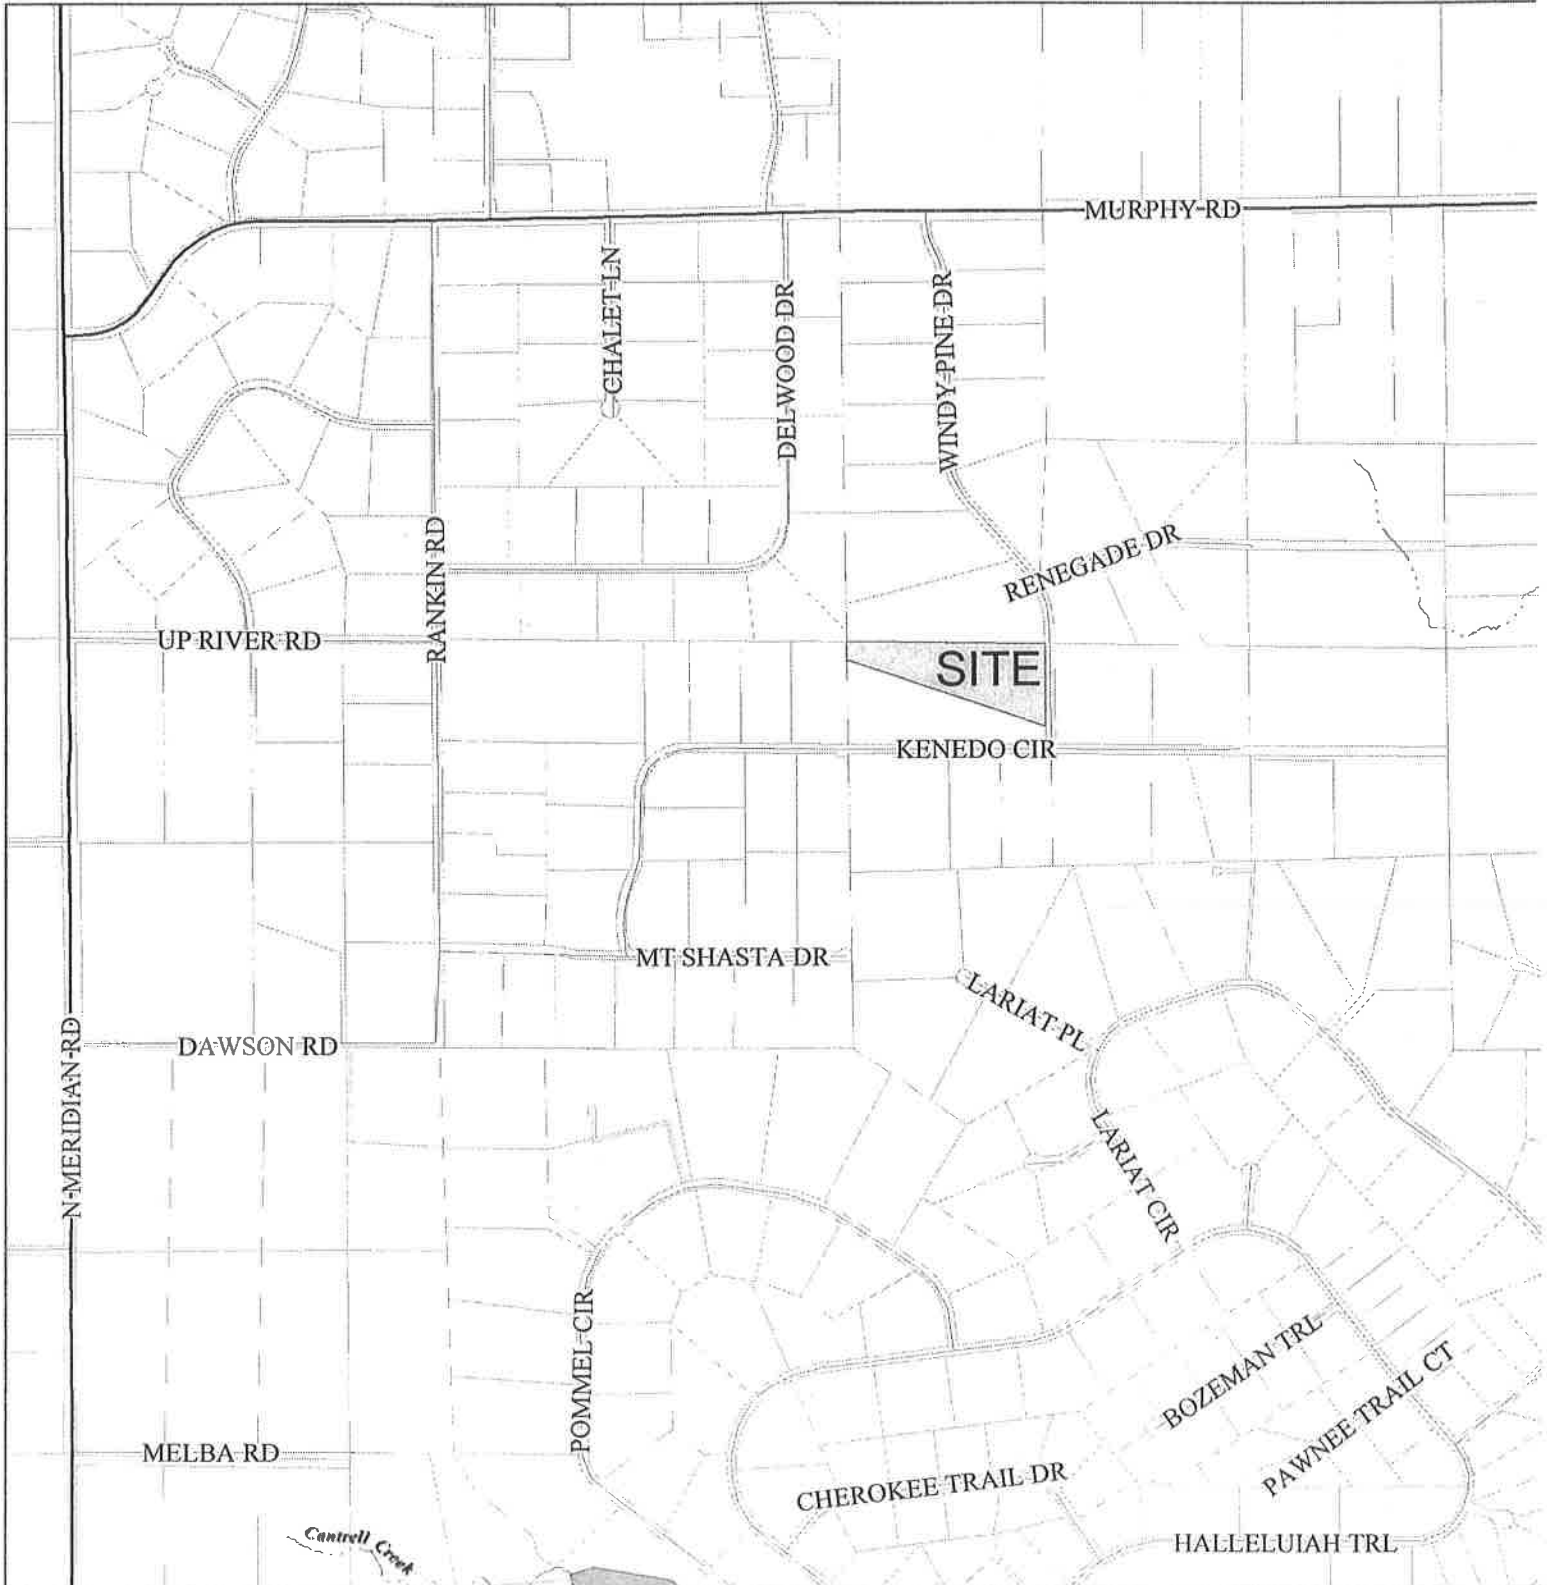 MURPHY RD
CHALET LN
DELWOOD DR
WINDY PINE DR
RENEGADE DR
RANKIN RD
UP RIVER RD
SITE
KENEDO CIR
MT SHASTA DR
LARIAT PL
DAWSON RD
N MERIDIAN RD
LARIAT CIR
POMMEL CIR
BOZEMAN TRL
PAWNEE TRAIL CT
MELBA RD
CHEROKEE TRAIL DR
HALLELUIAH TRL
Cantrell Creek